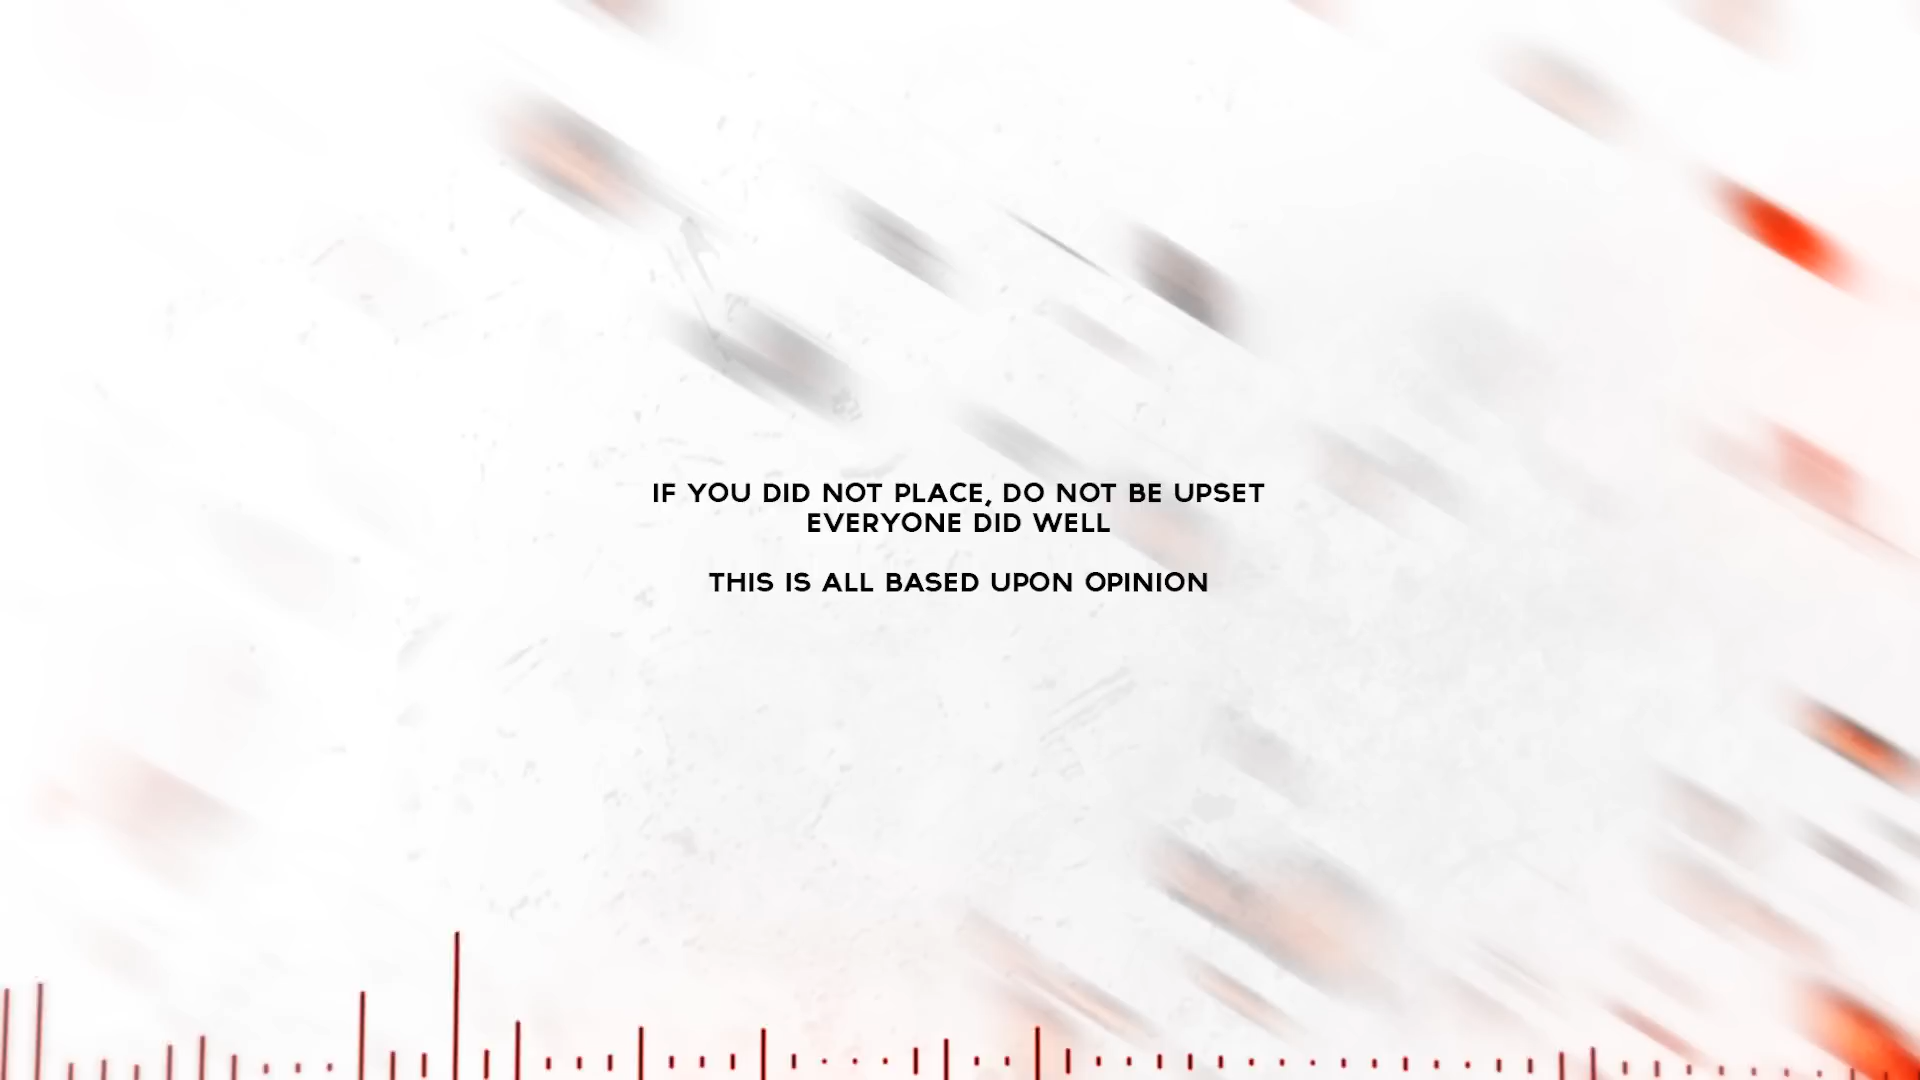 IF YOU DID NOT PLACE, DO NOT BE UPSET
EVERYONE DID WELL
THIS IS ALL BASED UPON OPINION